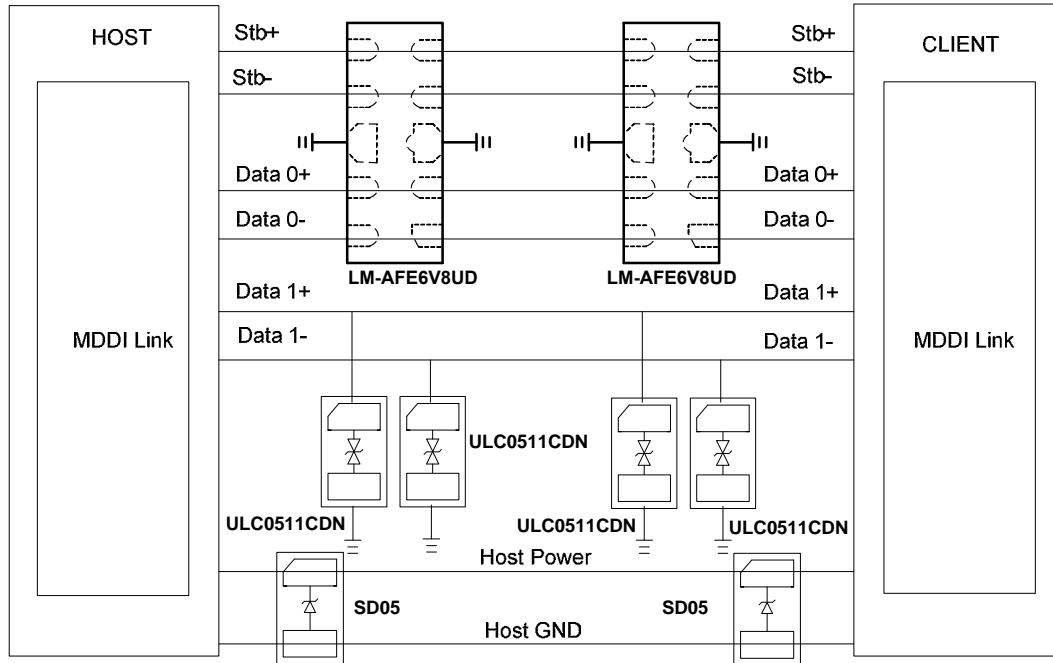 HOST
CLIENT
Stb+
Stb+
Stb-
Stb-
Data 0+
Data 0+
Data 0-
Data 0-
LM-AFE6V8UD
LM-AFE6V8UD
Data 1+
Data 1+
MDDI Link
Data 1-
Data 1-
MDDI Link
ULC0511CDN
ULC0511CDN
ULC0511CDN
ULC0511CDN
Host Power
SD05
SD05
Host GND